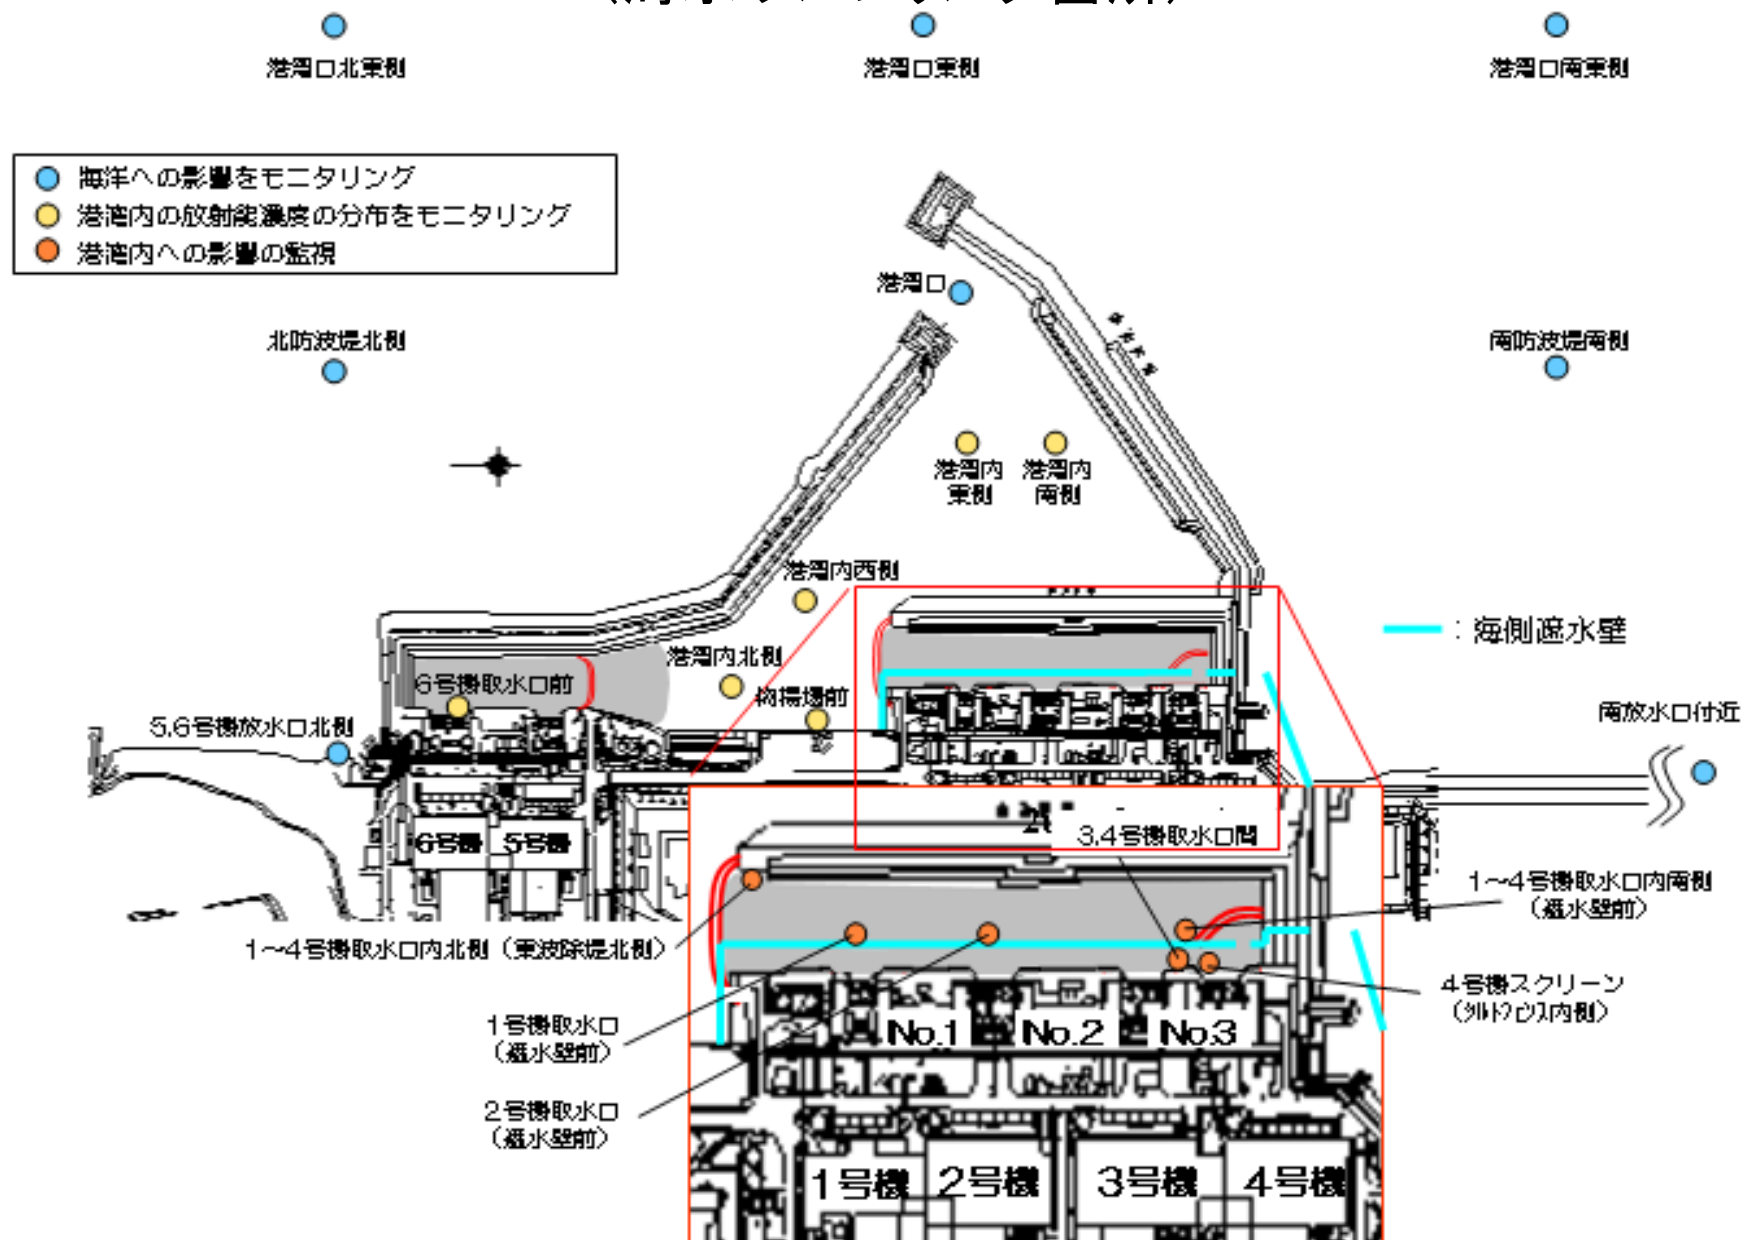 港湾口北東側
港湾口東側
港湾口南東側
海洋への影響をモニタリング
港湾内の放射能濃度の分布をモニタリング
港湾内への影響の監視
港湾口
北防波堤北側
南防波堤南側
港湾内
東側
港湾内
南側
港湾内西側
：海側遮水壁
港湾内北側
6号機取水口前
物揚場前
南放水口付近
5,6号機放水口北側
3,4号機取水口間
6号機
5号機
1～4号機取水口内南側
（遮水壁前）
1～4号機取水口内北側（東波除堤北側）
4号機スクリーン
（シルトフェンス内側）
1号機取水口
（遮水壁前）
No.1
No.2
No.3
2号機取水口
（遮水壁前）
1号機
2号機
3号機
4号機